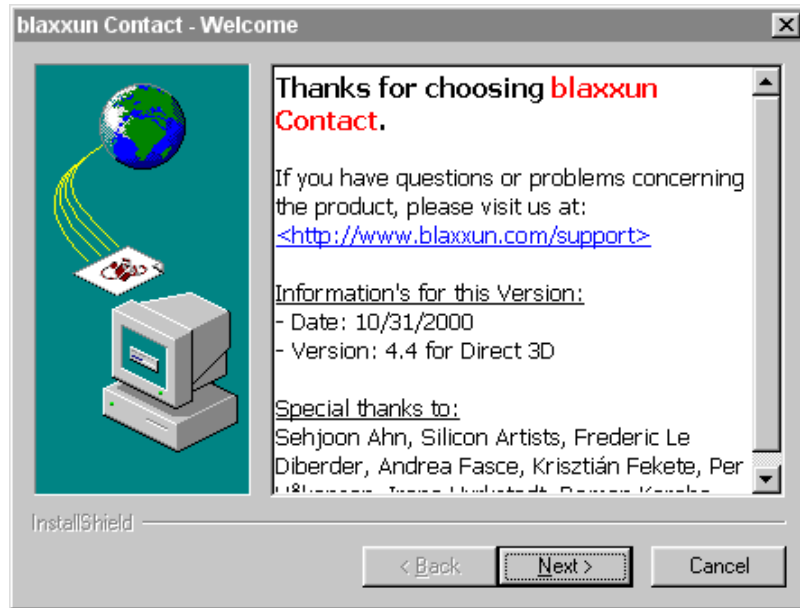 blaxxun Contact - Welcome
Thanks for choosing blaxxun
Contact.
If you have questions or problems concerning
the product, please visit us at:
<http://www.blaxxun.com/support>
Information's for this Version:
- Date: 10/31/2000
- Version: 4.4 for Direct 3D
Special thanks to:
Sehjoon Ahn, Silicon Artists, Frederic Le
Diberder, Andrea Fasce, Krisztián Fekete, Per
InstallShield
< Back
Next >
Cancel